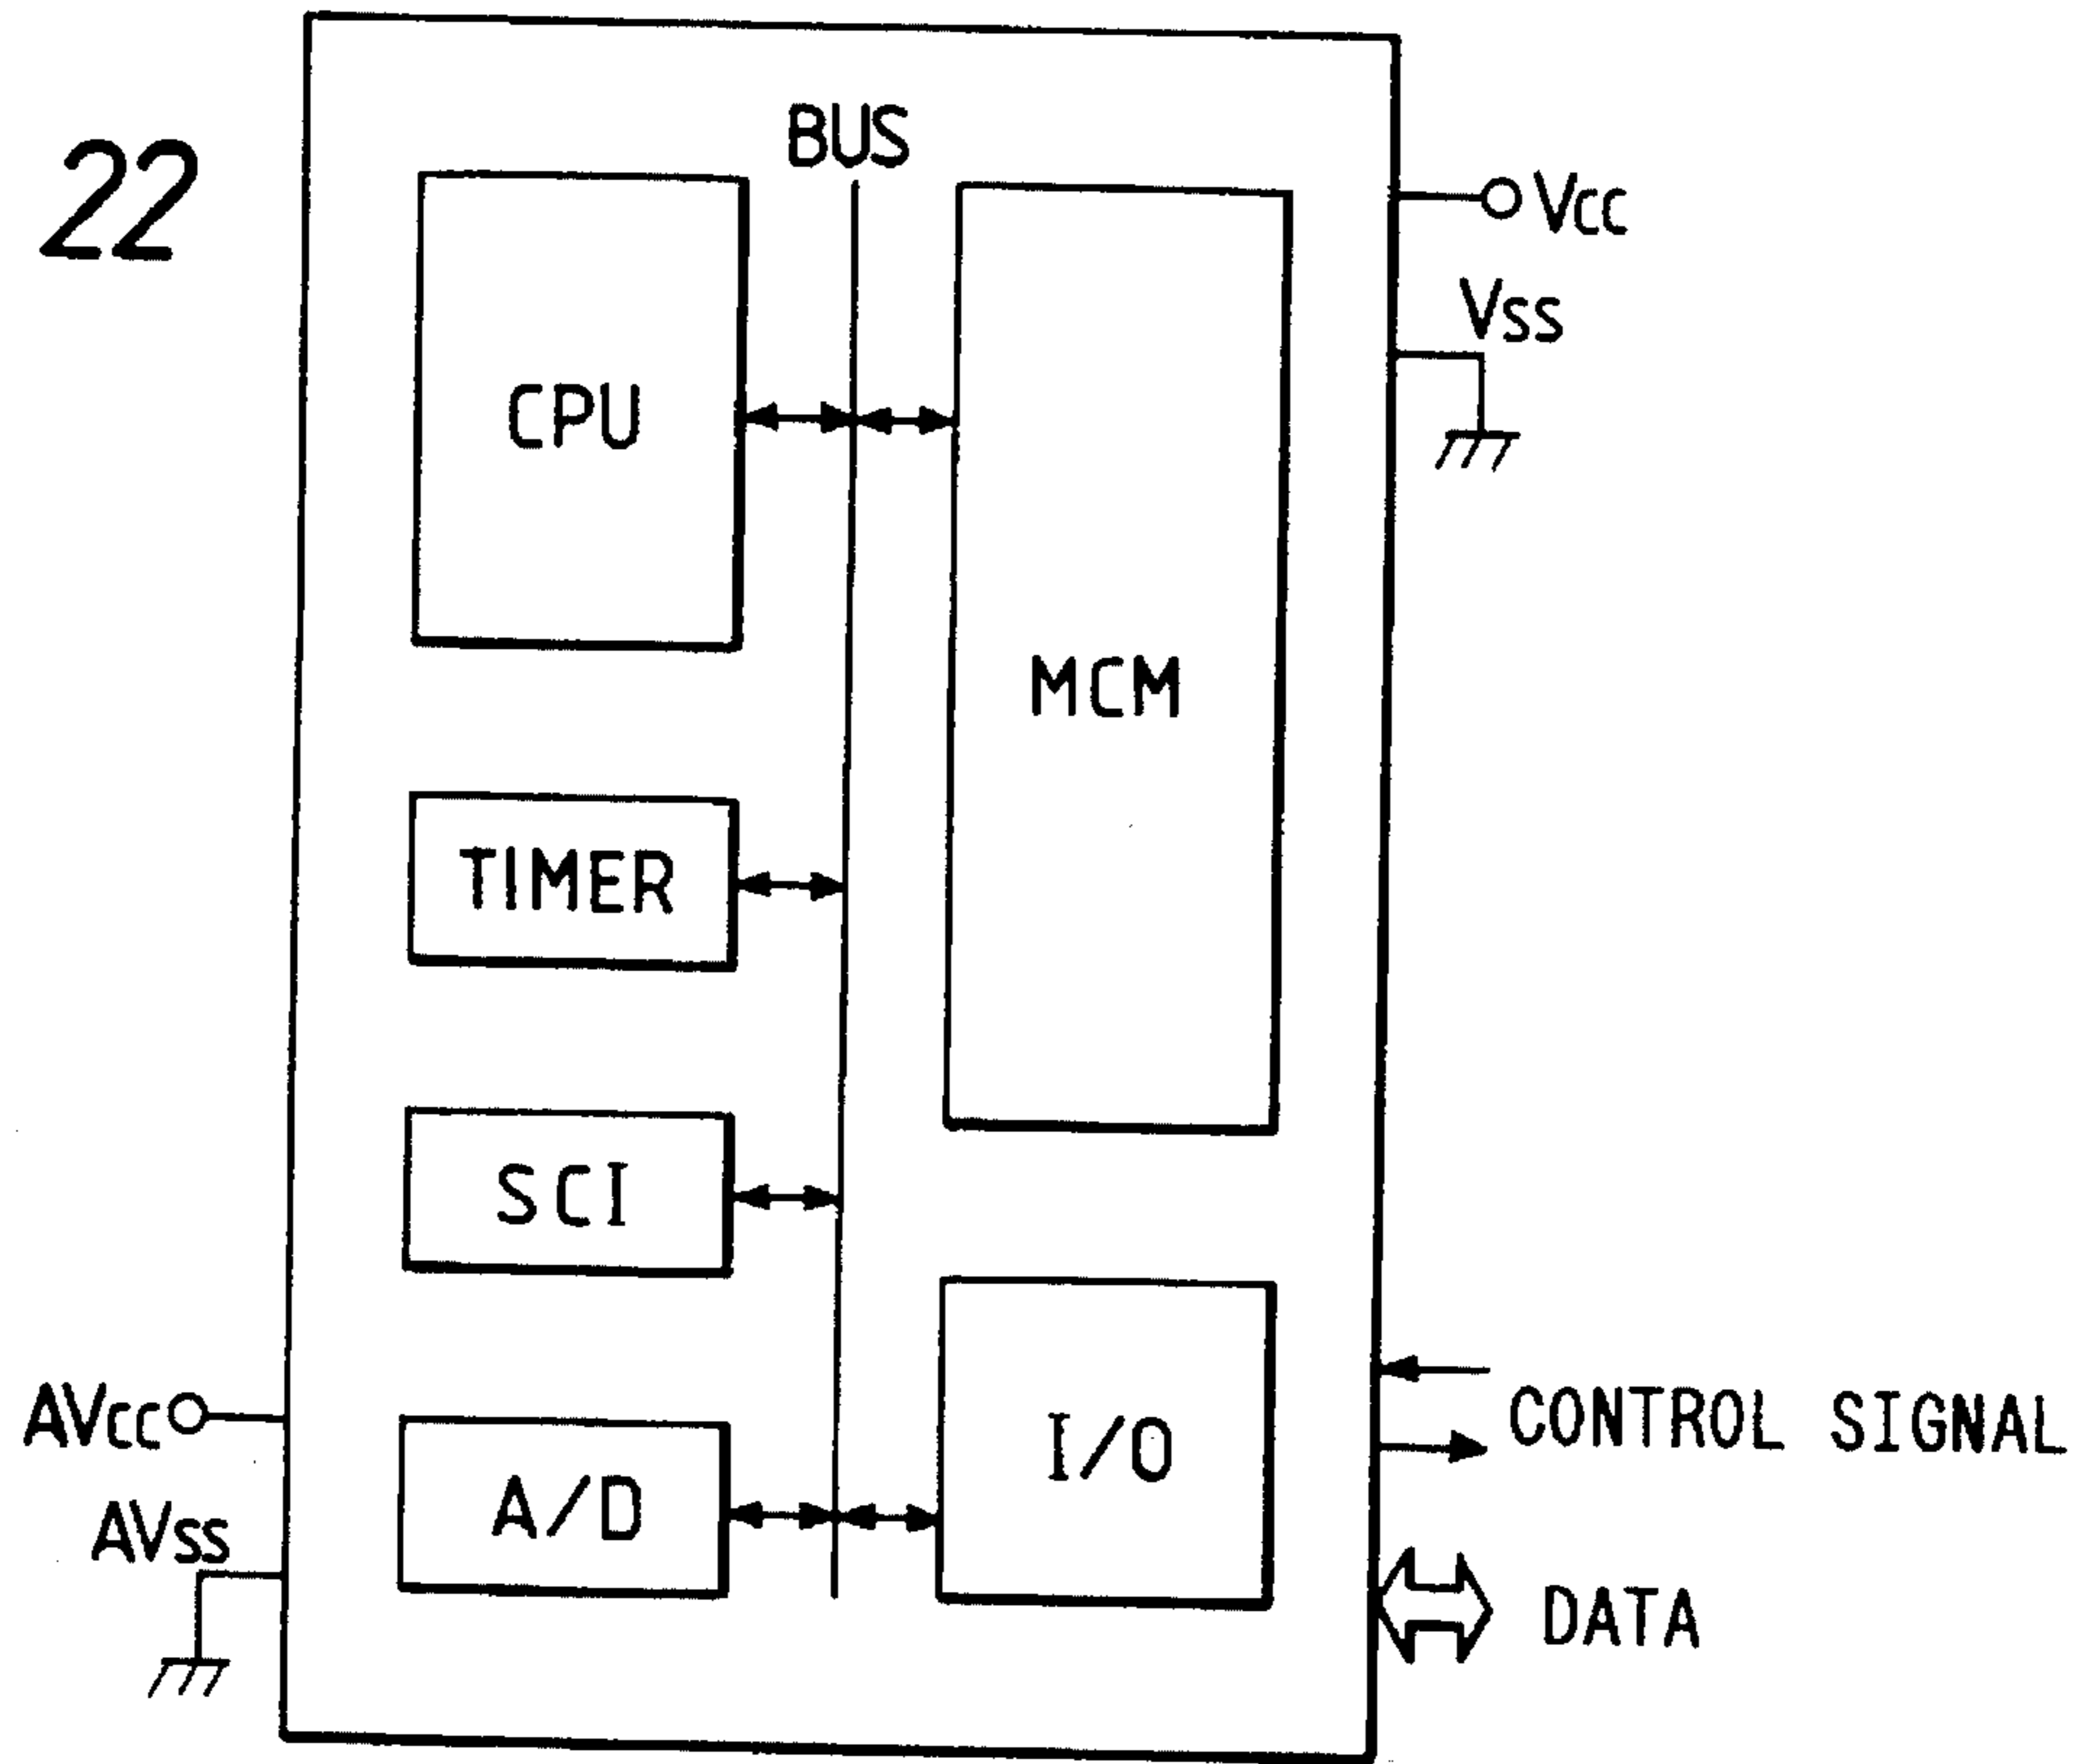 22
BUS
Vcc
Vss
CPU
MCM
TIMER
SCI
AVcc
I/O
CONTROL SIGNAL
A/D
AVss
DATA